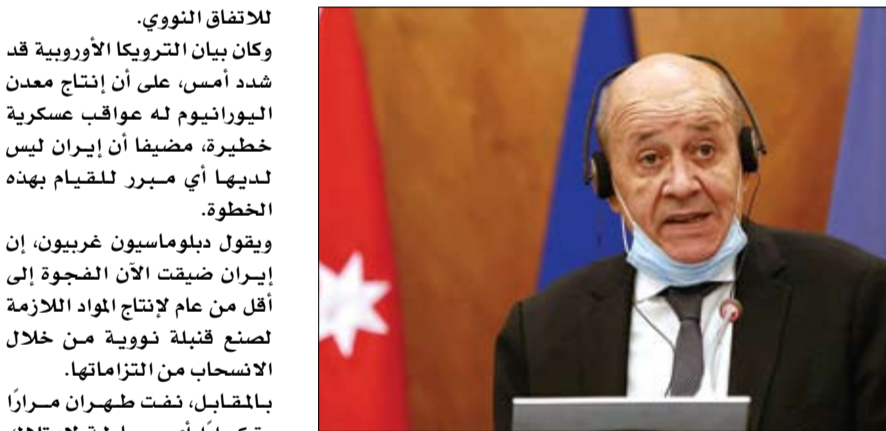 للاتفاق النووي.
وكان بيان الترويكا الأوروبية قد
شدد أمس، على أن إنتاج معدن
اليورانيوم له عواقب عسكرية
خطيرة، مضيفا أن إيران ليس
لديها أي مبرر للقيام بهذه
الخطوة.
ويقول دبلوماسيون غربيون، إن
إيران ضيقت الآن الفجوة إلى
أقل من عام لإنتاج المواد اللازمة
لصنع قنبلة نووية من خلال
الانسحاب من التزاماتها.
بالمقابل، نفت طهران مرارًا